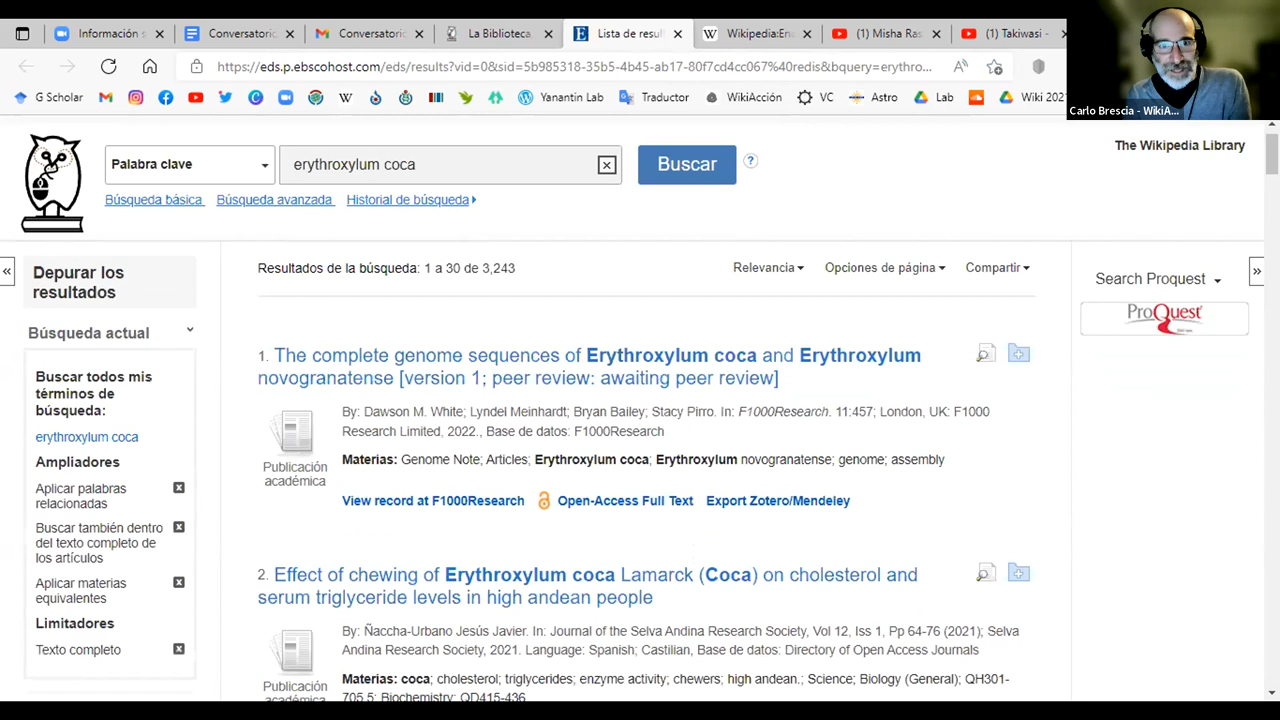 Información s
Conversatoric
Conversatoric
La Biblioteca
Lista de resul
Wikipedia:En
(1) Misha Ras
(1) Takiwasi -
https://eds.p.ebscohost.com/eds/results?vid=0&sid=5b985318-35b5-4b45-ab17-80f7cd4cc067%40redis&bquery=erythro...
G Scholar
Yanantin Lab
Traductor
WikiAcción
VC
Astro
Lab
Wiki 202
Carlo Brescia - WikiA...
Palabra clave
erythroxylum coca
Buscar
The Wikipedia Library
Búsqueda básica
Búsqueda avanzada
Historial de búsqueda
Depurar los
resultados
Búsqueda actual
Buscar todos mis
términos de
búsqueda:
erythroxylum coca
Ampliadores
Aplicar palabras
relacionadas
Buscar también dentro
del texto completo de
los artículos
Aplicar materias
equivalentes
Limitadores
Texto completo
Resultados de la búsqueda: 1 a 30 de 3,243
Relevancia
Opciones de página
Compartir
1. The complete genome sequences of Erythroxylum coca and Erythroxylum
novogranatense [version 1; peer review: awaiting peer review]
Publicación
académica
By: Dawson M. White; Lyndel Meinhardt; Bryan Bailey; Stacy Pirro. In: F1000Research. 11:457; London, UK: F1000
Research Limited, 2022., Base de datos: F1000Research
Materias: Genome Note; Articles; Erythroxylum coca; Erythroxylum novogranatense; genome; assembly
View record at F1000Research
Open-Access Full Text
Export Zotero/Mendeley
2. Effect of chewing of Erythroxylum coca Lamarck (Coca) on cholesterol and
serum triglyceride levels in high andean people
Publicación
académica
By: Ñaccha-Urbano Jesús Javier. In: Journal of the Selva Andina Research Society, Vol 12, Iss 1, Pp 64-76 (2021); Selva
Andina Research Society, 2021. Language: Spanish; Castilian, Base de datos: Directory of Open Access Journals
Materias: coca; cholesterol; triglycerides; enzyme activity; chewers; high andean.; Science; Biology (General); QH301-
705.5; Biochemistry; QD415-436
Search Proquest
ProQuest